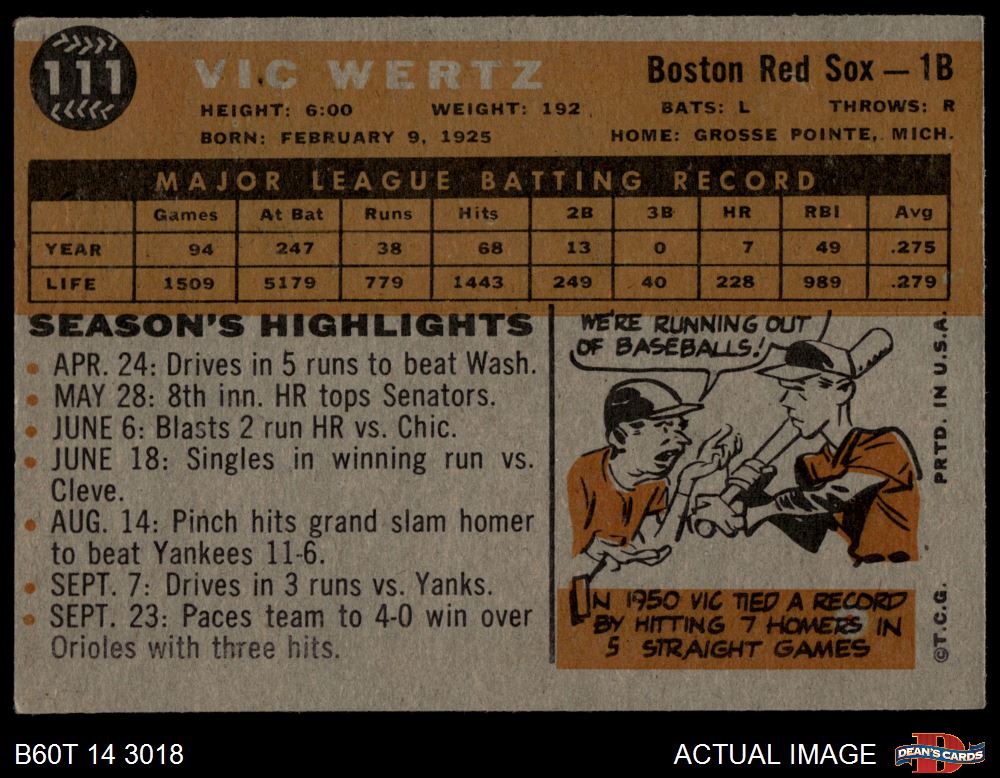 111
VIC WERTZ
Boston Red Sox — 1B
HEIGHT: 6:00 WEIGHT: 192 BATS: L THROWS: R
BORN: FEBRUARY 9, 1925 HOME: GROSSE POINTE, MICH.
MAJOR LEAGUE BATTING RECORD
Games At Bat Runs Hits 2B 3B HR RBI Avg
YEAR 94 247 38 68 13 0 7 49 .275
LIFE 1509 5179 779 1443 249 40 228 989 .279
SEASON'S HIGHLIGHTS
• APR. 24: Drives in 5 runs to beat Wash.
• MAY 28: 8th inn. HR tops Senators.
• JUNE 6: Blasts 2 run HR vs. Chic.
• JUNE 18: Singles in winning run vs.
Cleve.
• AUG. 14: Pinch hits grand slam homer
to beat Yankees 11-6.
• SEPT. 7: Drives in 3 runs vs. Yanks.
• SEPT. 23: Paces team to 4-0 win over
Orioles with three hits.
WE'RE RUNNING OUT
OF BASEBALLS!
IN 1950 VIC TIED A RECORD
BY HITTING 7 HOMERS IN
5 STRAIGHT GAMES
©T.C.G. PRTD. IN U.S.A.
B60T 14 3018
ACTUAL IMAGE
D
DEAN'S CARDS